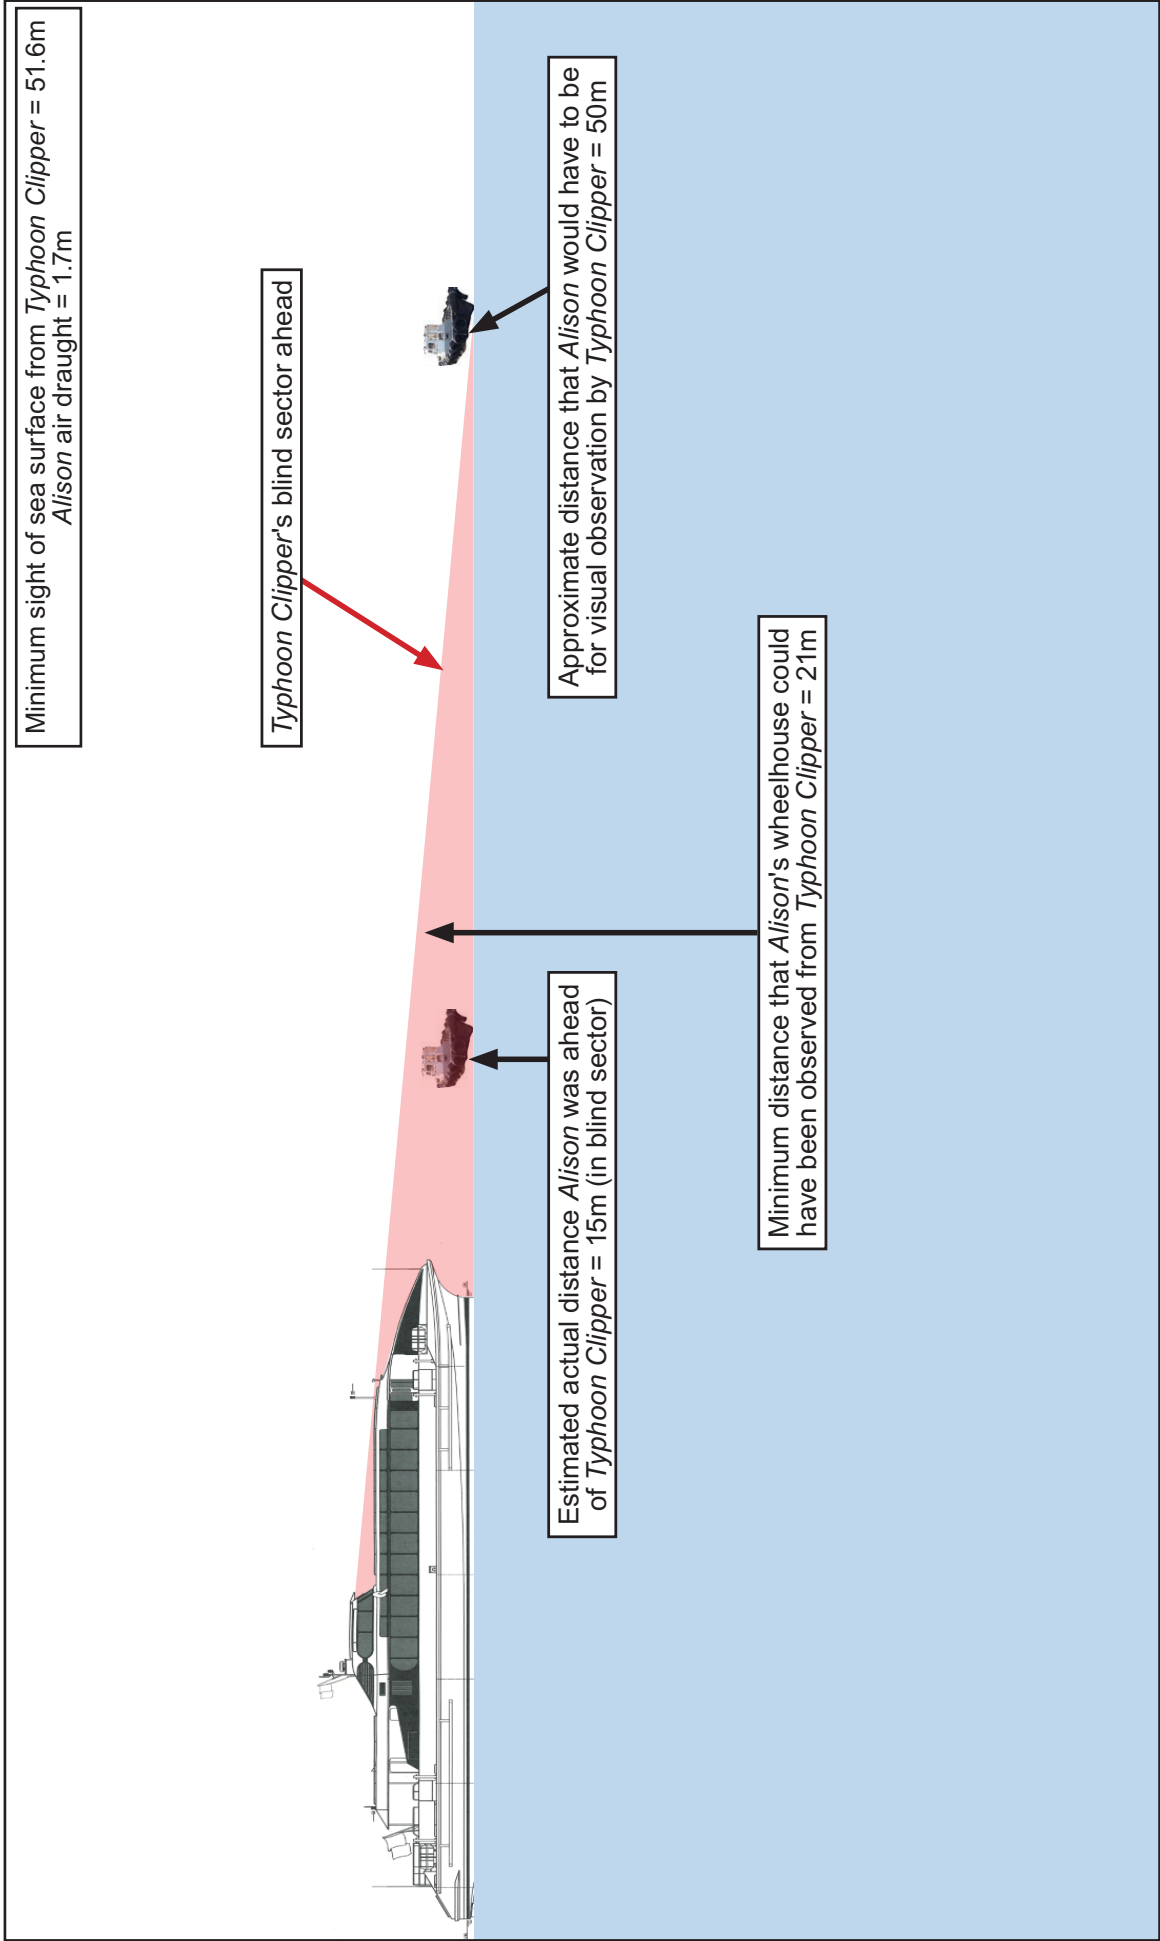 Minimum sight of sea surface from Typhoon Clipper = 51.6m
Alison air draught = 1.7m
Typhoon Clipper's blind sector ahead
Approximate distance that Alison would have to be
for visual observation by Typhoon Clipper = 50m
Minimum distance that Alison's wheelhouse could
have been observed from Typhoon Clipper = 21m
Estimated actual distance Alison was ahead
of Typhoon Clipper = 15m (in blind sector)